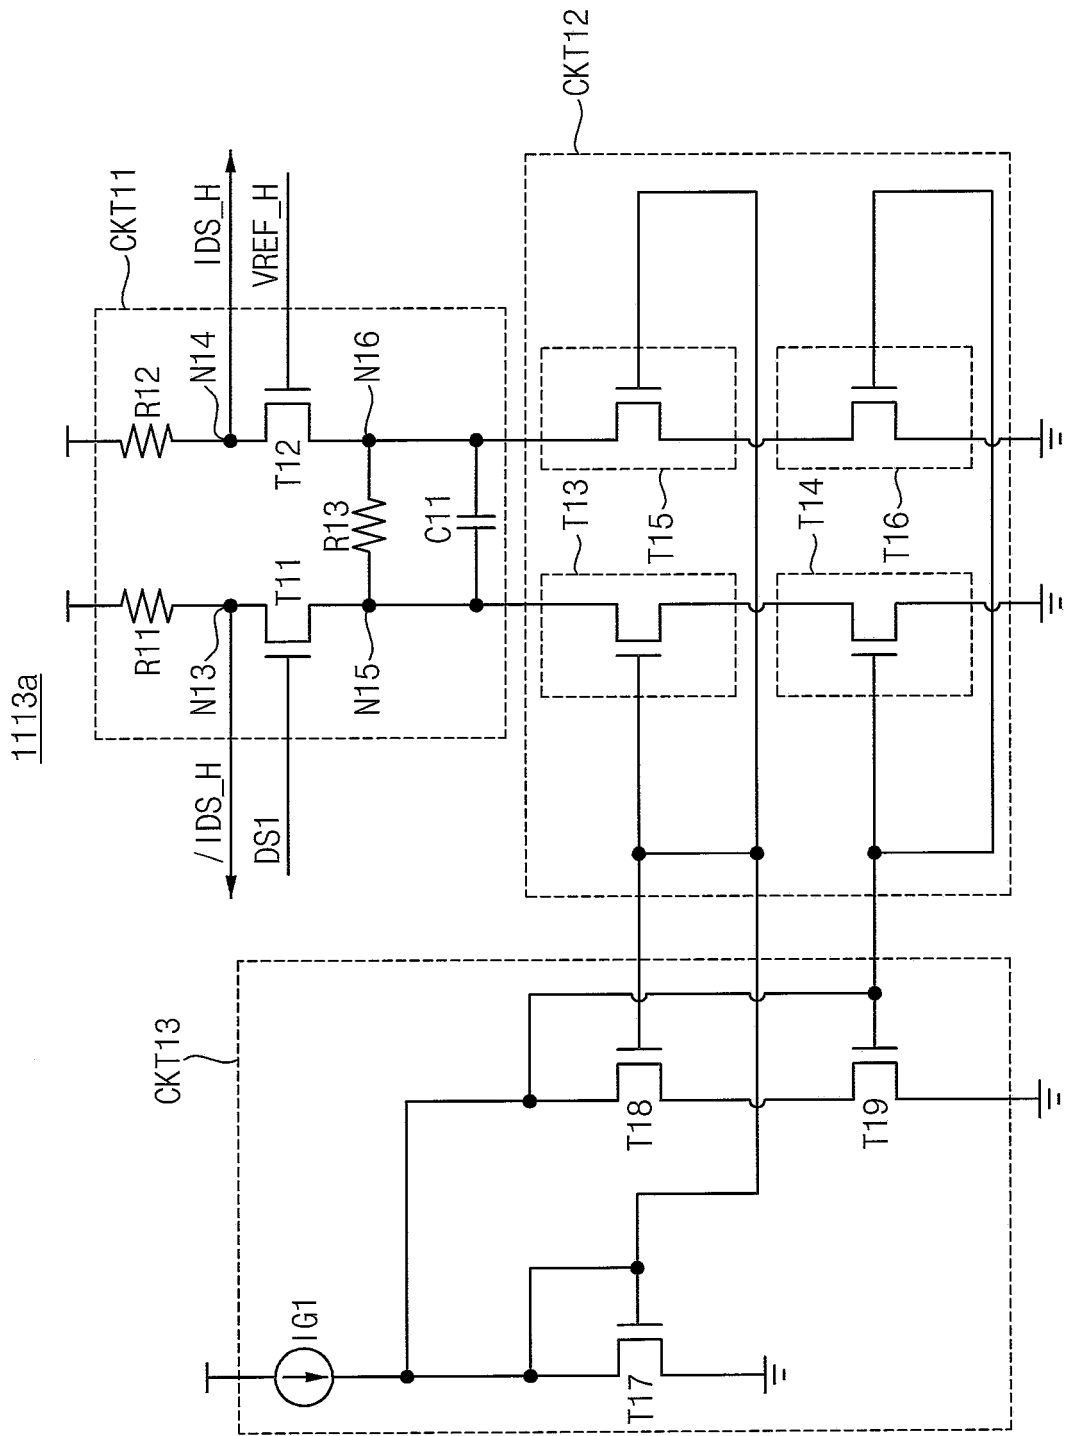 1113a
CKT11
R11
R12
N13
N14
/IDS_H
IDS_H
DS1
VREF_H
T11
T12
N15
N16
R13
C11
CKT12
T13
T15
T14
T16
CKT13
IG1
T17
T18
T19